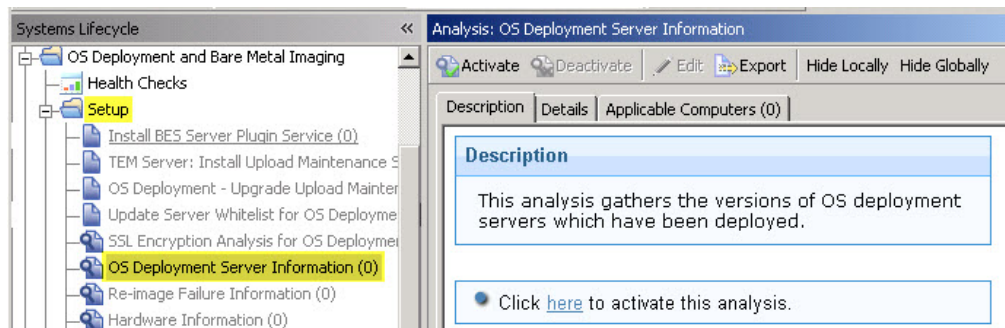 Systems Lifecycle
OS Deployment and Bare Metal Imaging
Health Checks
Setup
Install BES Server Plugin Service (0)
TEM Server: Install Upload Maintenance S
OS Deployment - Upgrade Upload Mainter
Update Server Whitelist for OS Deployme
SSL Encryption Analysis for OS Deploymer
OS Deployment Server Information (0)
Re-image Failure Information (0)
Hardware Information (0)
Analysis: OS Deployment Server Information
Activate Deactivate Edit Export Hide Locally Hide Globally
Description Details Applicable Computers (0)
Description
This analysis gathers the versions of OS deployment
servers which have been deployed.
Click here to activate this analysis.